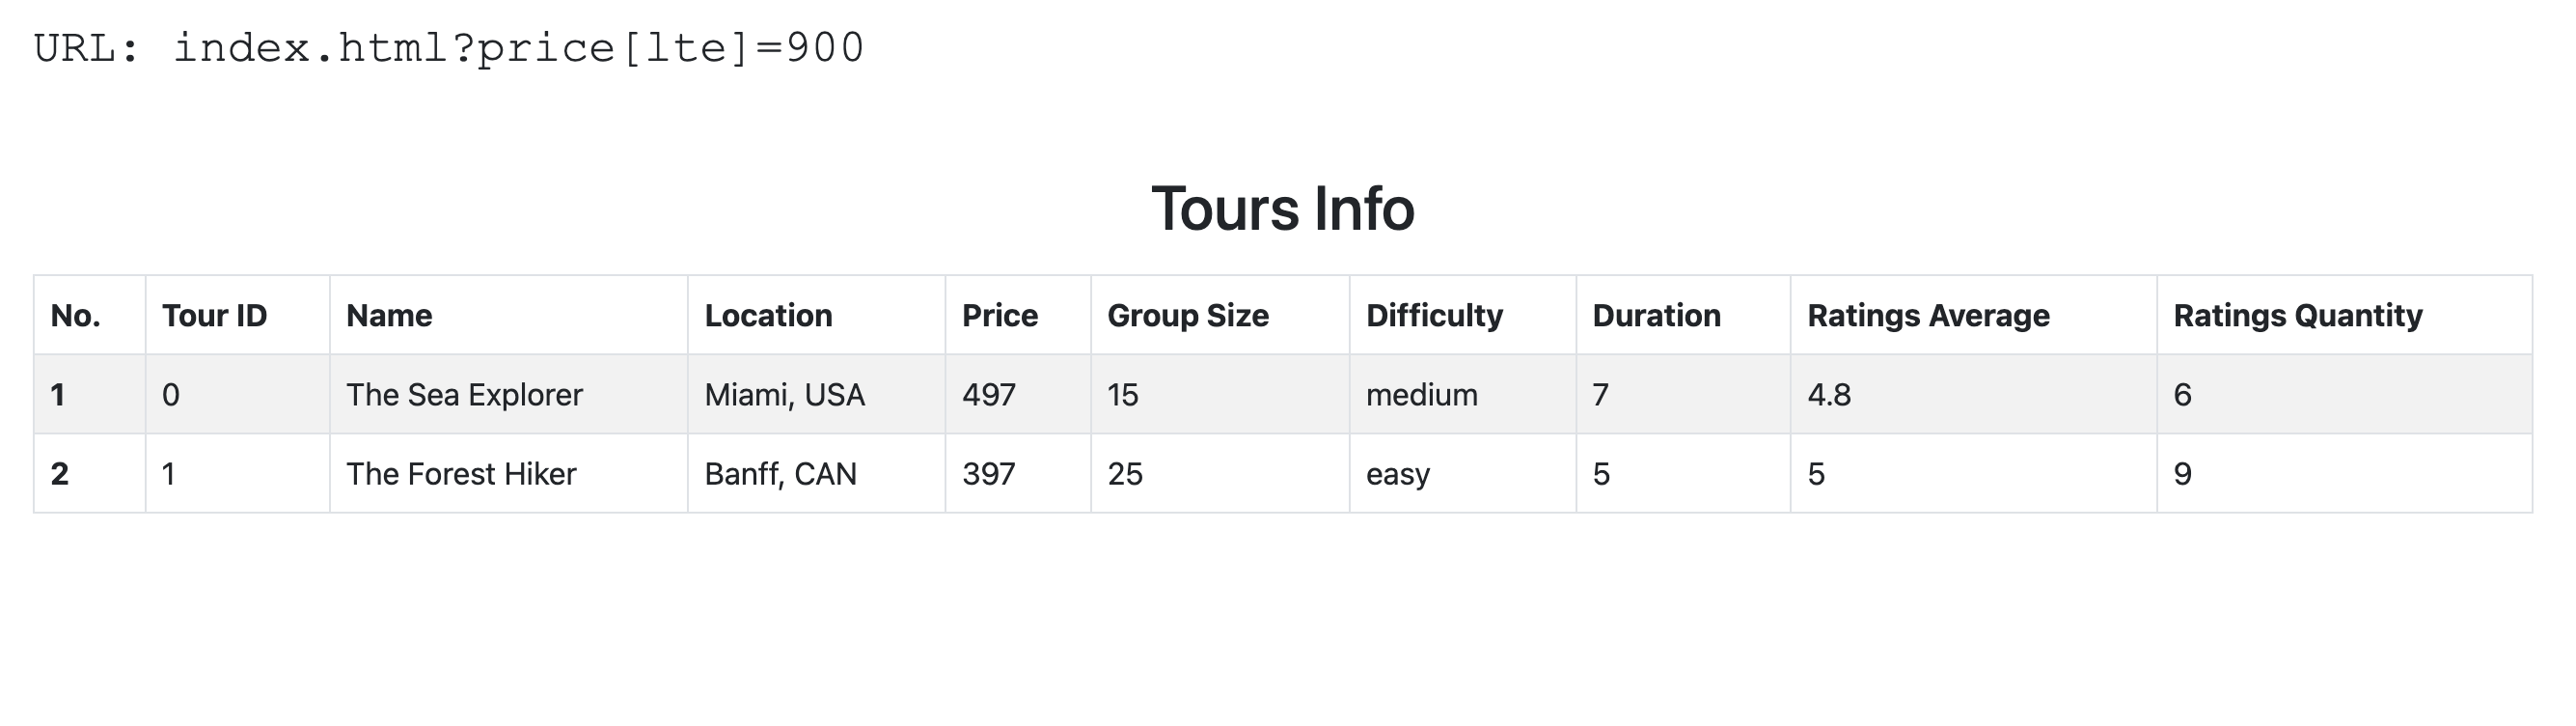 URL: index.html?price[lte]=900
Tours Info
No. Tour ID Name Location Price Group Size Difficulty Duration Ratings Average Ratings Quantity
1 0 The Sea Explorer Miami, USA 497 15 medium 7 4.8 6
2 1 The Forest Hiker Banff, CAN 397 25 easy 5 5 9